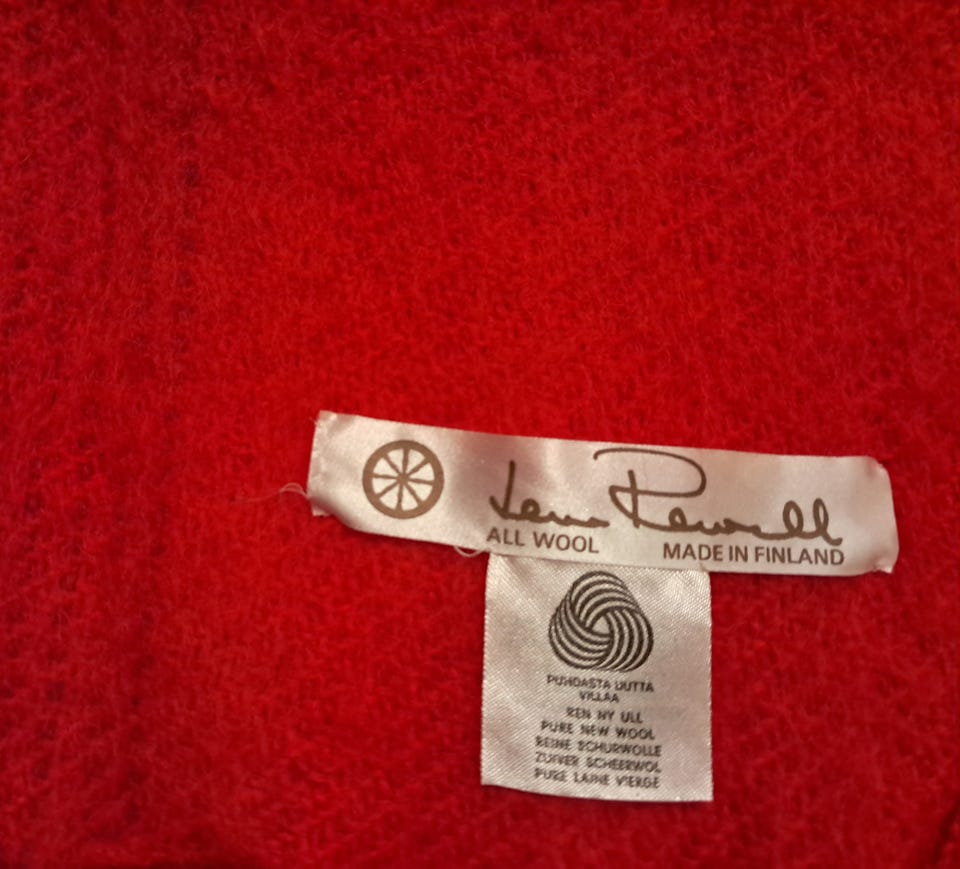 Lena Rewell
ALL WOOL MADE IN FINLAND
PUHDASTA UUTTA
VILLAA
REN NY ULL
PURE NEW WOOL
REINE SCHURWOLLE
ZUIVER SCHEERWOL
PURE LAINE VIERGE